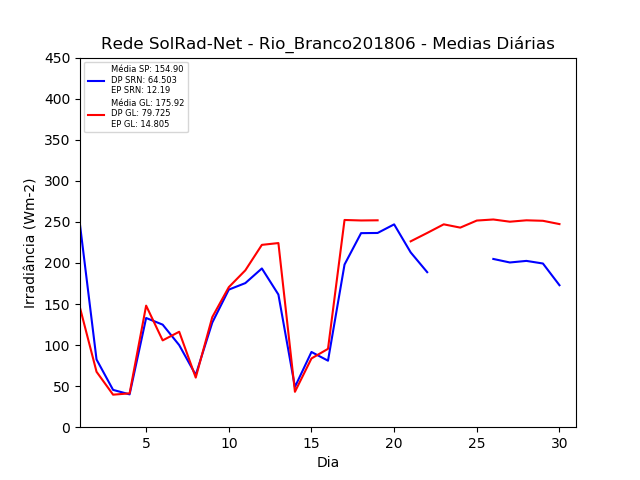 Rede SolRad-Net - Rio_Branco201806 - Medias Diárias
450
400
350
300
250
200
150
100
50
0
Irradiância (Wm-2)
Média SP: 154.90
DP SRN: 64.503
EP SRN: 12.19
Média GL: 175.92
DP GL: 79.725
EP GL: 14.805
5
10
15
20
25
30
Dia